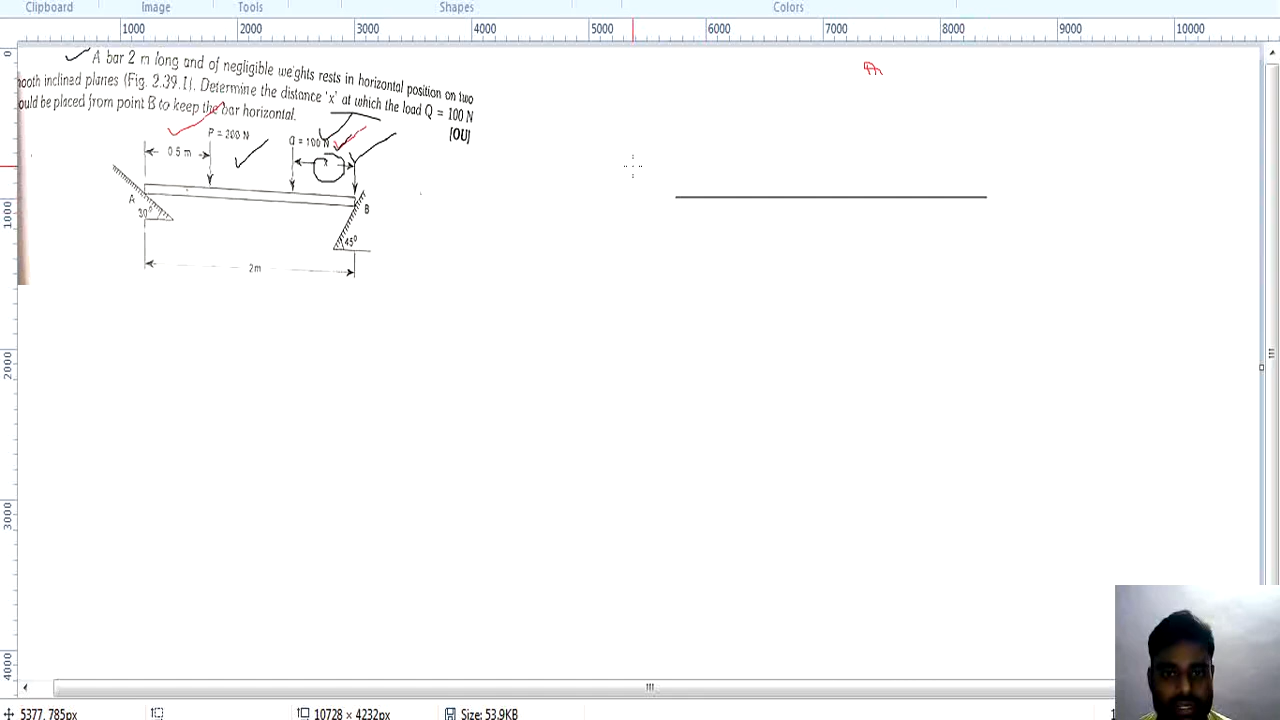 Clipboard
Image
Tools
Shapes
Colors
1000
2000
3000
4000
5000
6000
7000
8000
9000
10000
0
1000
2000
3000
4000
A bar 2 m long and of negligible weights rests in horizontal position on two
ooth inclined planes (Fig. 2.39.1). Determine the distance 'x' at which the load Q = 100 N
ould be placed from point B to keep the bar horizontal.
[OU]
P = 200 N
Q = 100 N
0.5 m
x
A
B
30°
45°
2m
5377, 785px
10728 × 4232px
Size: 53.9KB